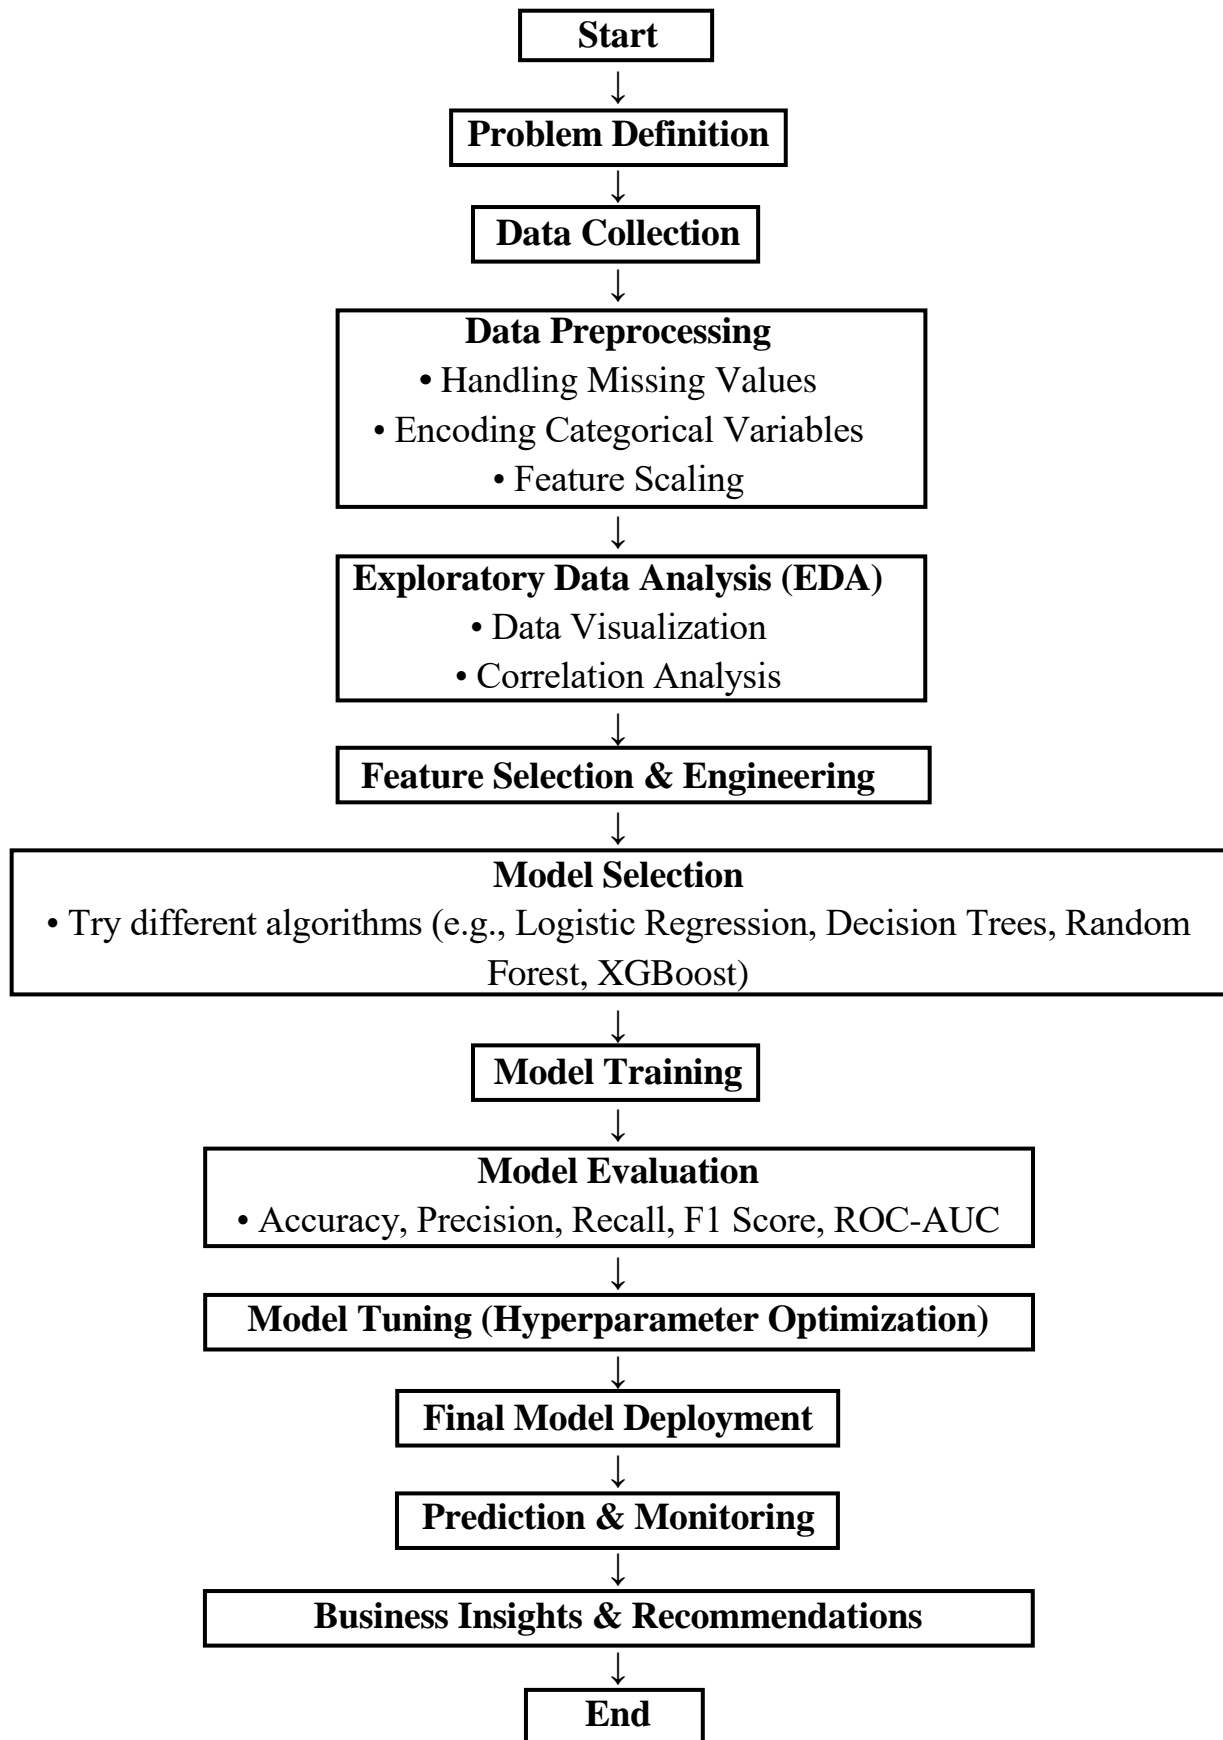 Start
↓
Problem Definition
↓
Data Collection
↓
Data Preprocessing
• Handling Missing Values
• Encoding Categorical Variables
• Feature Scaling
↓
Exploratory Data Analysis (EDA)
• Data Visualization
• Correlation Analysis
↓
Feature Selection & Engineering
↓
Model Selection
• Try different algorithms (e.g., Logistic Regression, Decision Trees, Random
Forest, XGBoost)
↓
Model Training
↓
Model Evaluation
• Accuracy, Precision, Recall, F1 Score, ROC-AUC
↓
Model Tuning (Hyperparameter Optimization)
↓
Final Model Deployment
↓
Prediction & Monitoring
↓
Business Insights & Recommendations
↓
End